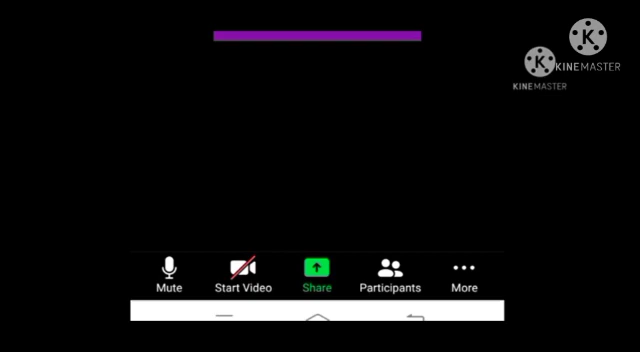 K
KINEMASTER
K
KINEMASTER
Mute
Start Video
Share
Participants
More